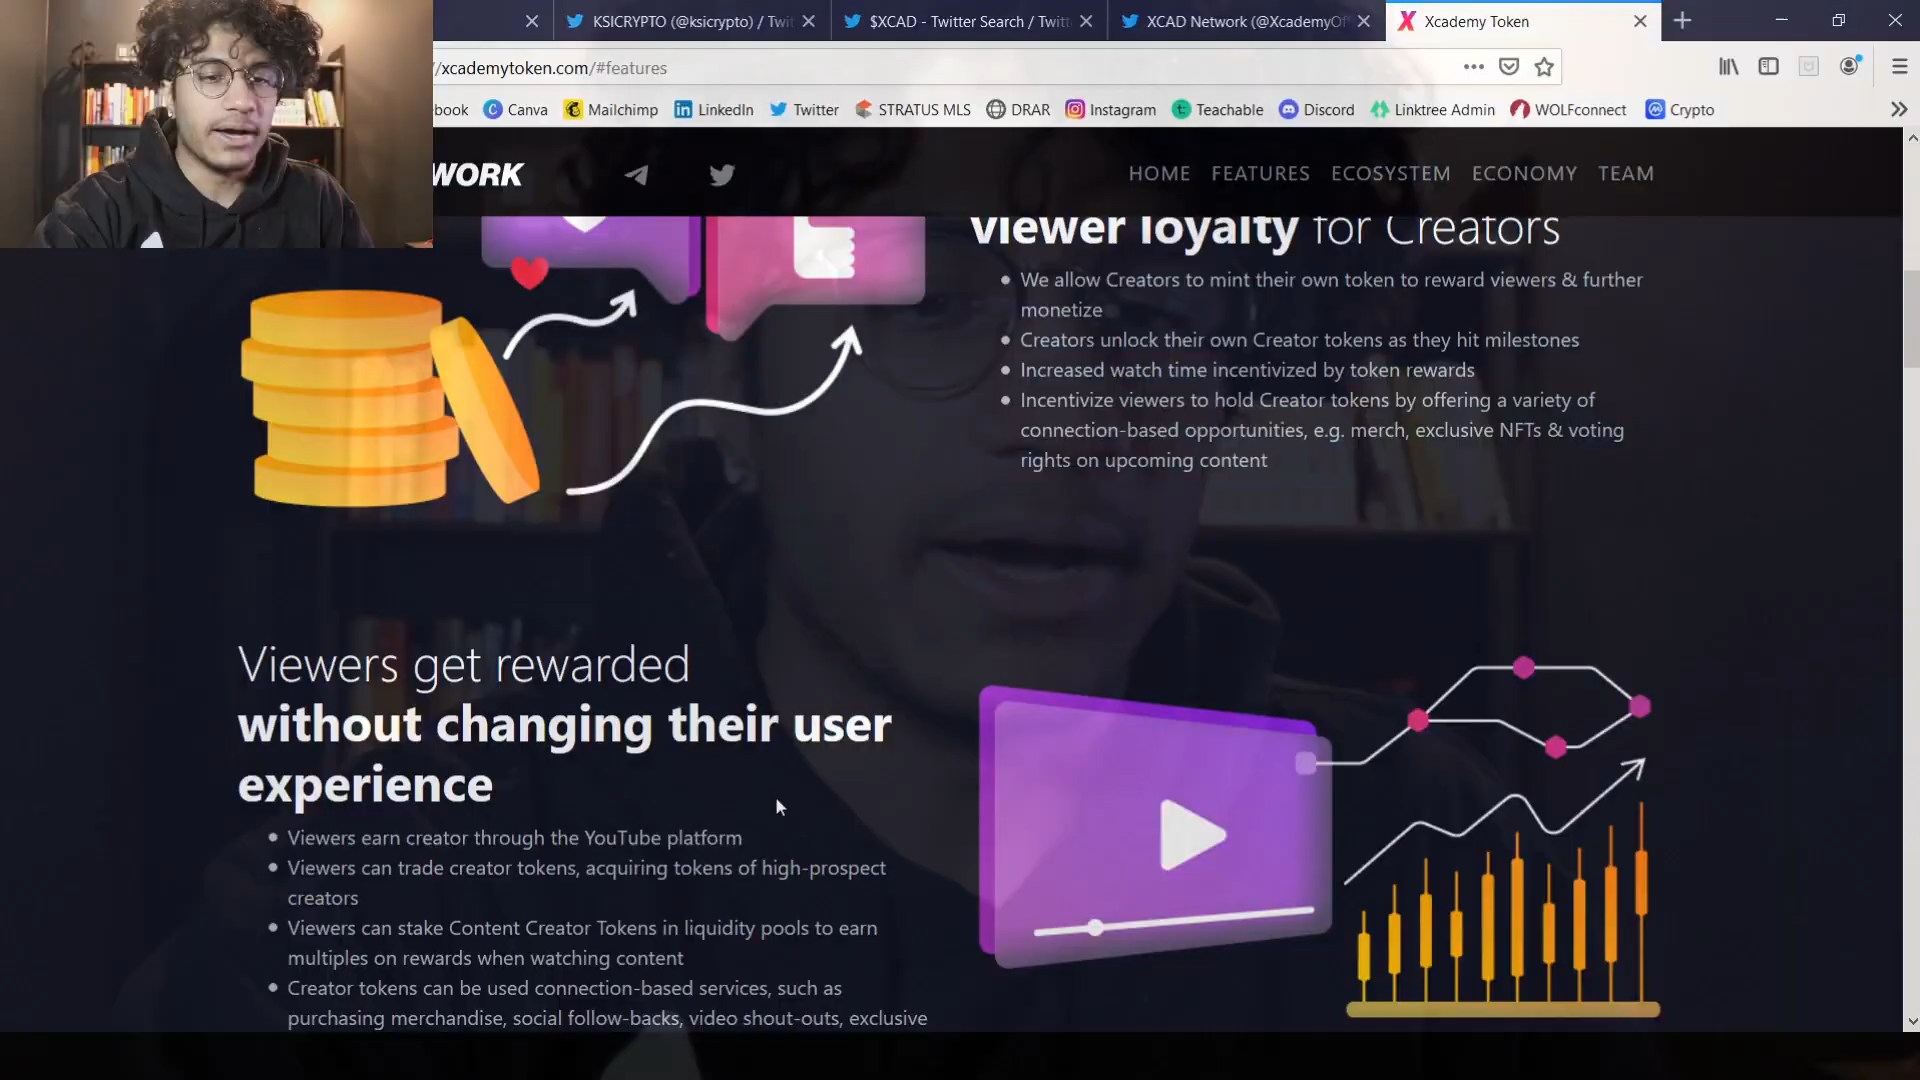 KSICRYPTO (@ksicrypto) / Twit
$XCAD - Twitter Search / Twitt
XCAD Network (@XcademyOf
Xcademy Token
/xcademytoken.com/#features
ebook
Canva
Mailchimp
LinkedIn
Twitter
STRATUS MLS
DRAR
Instagram
Teachable
Discord
Linktree Admin
WOLFconnect
Crypto
WORK
HOME
FEATURES
ECOSYSTEM
ECONOMY
TEAM
viewer loyalty for Creators
• We allow Creators to mint their own token to reward viewers & further
monetize
• Creators unlock their own Creator tokens as they hit milestones
• Increased watch time incentivized by token rewards
• Incentivize viewers to hold Creator tokens by offering a variety of
connection-based opportunities, e.g. merch, exclusive NFTs & voting
rights on upcoming content
Viewers get rewarded
without changing their user
experience
• Viewers earn creator through the YouTube platform
• Viewers can trade creator tokens, acquiring tokens of high-prospect
creators
• Viewers can stake Content Creator Tokens in liquidity pools to earn
multiples on rewards when watching content
• Creator tokens can be used connection-based services, such as
purchasing merchandise, social follow-backs, video shout-outs, exclusive